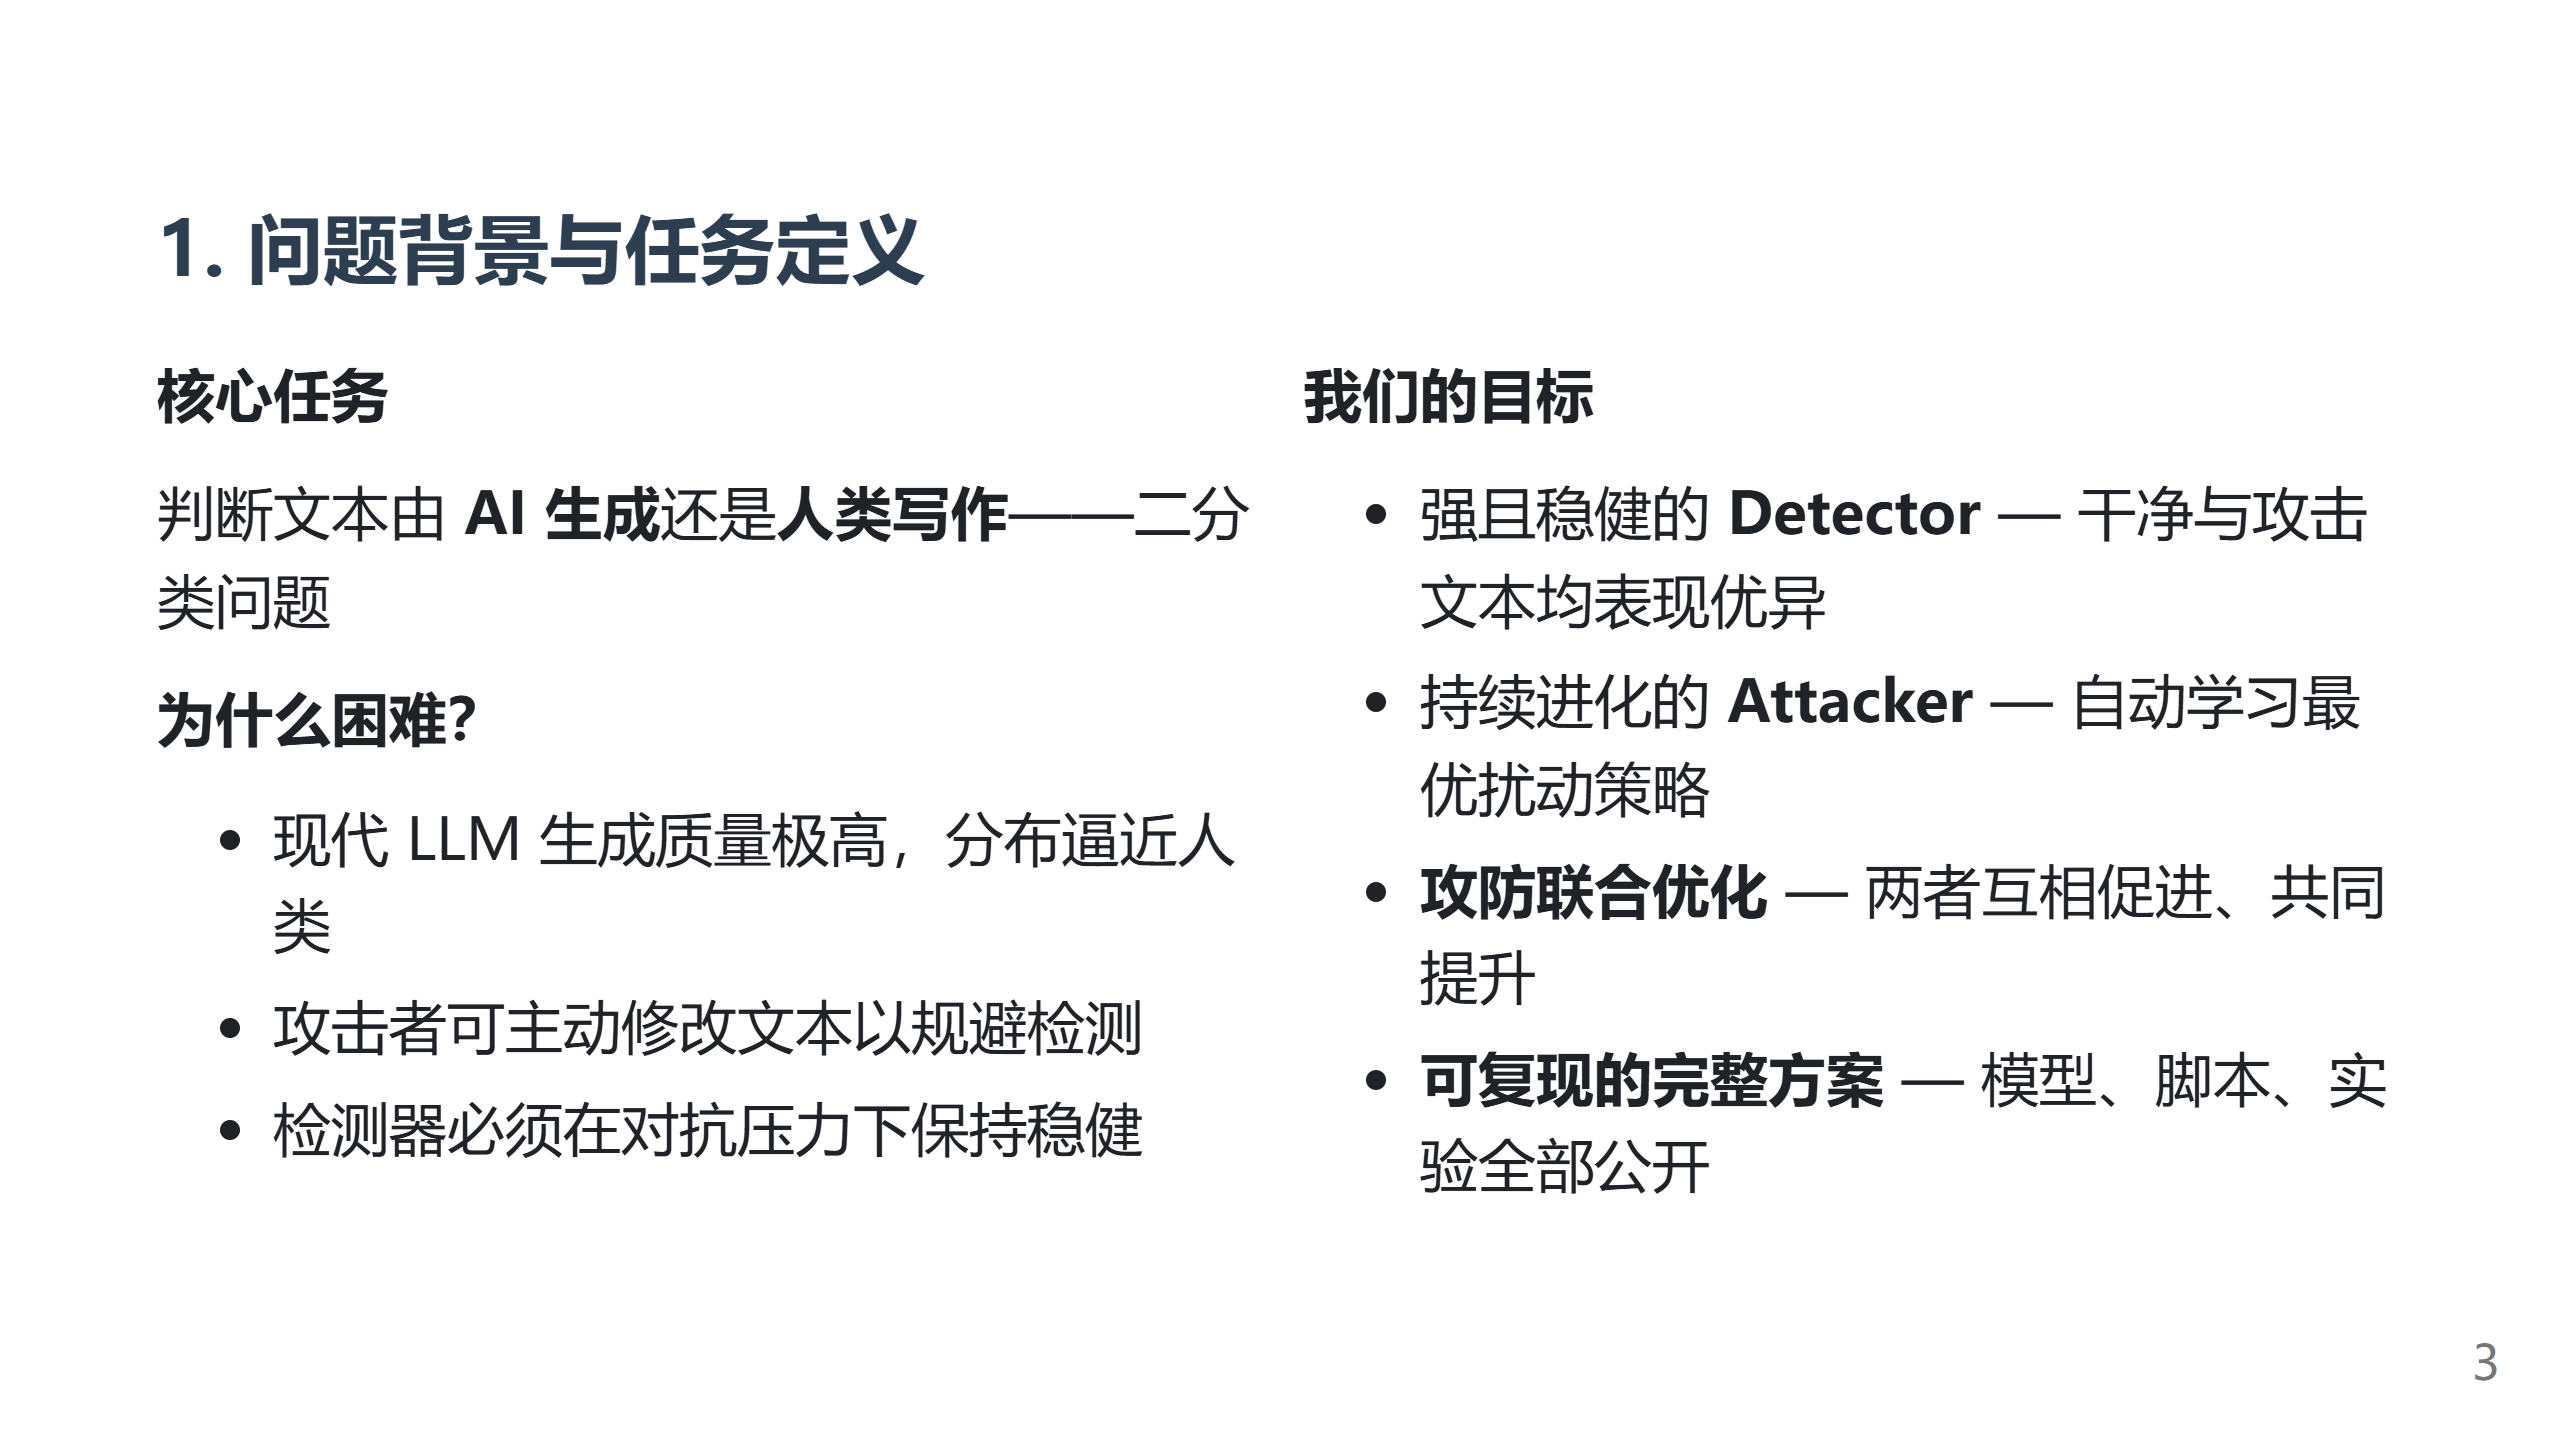 1. 问题背景与任务定义
核心任务
判断文本由 AI 生成还是人类写作——二分
类问题
为什么困难？
• 现代 LLM 生成质量极高，分布逼近人
类
• 攻击者可主动修改文本以规避检测
• 检测器必须在对抗压力下保持稳健
我们的目标
• 强且稳健的 Detector — 干净与攻击
文本均表现优异
• 持续进化的 Attacker — 自动学习最
优扰动策略
• 攻防联合优化 — 两者互相促进、共同
提升
• 可复现的完整方案 — 模型、脚本、实
验全部公开
3